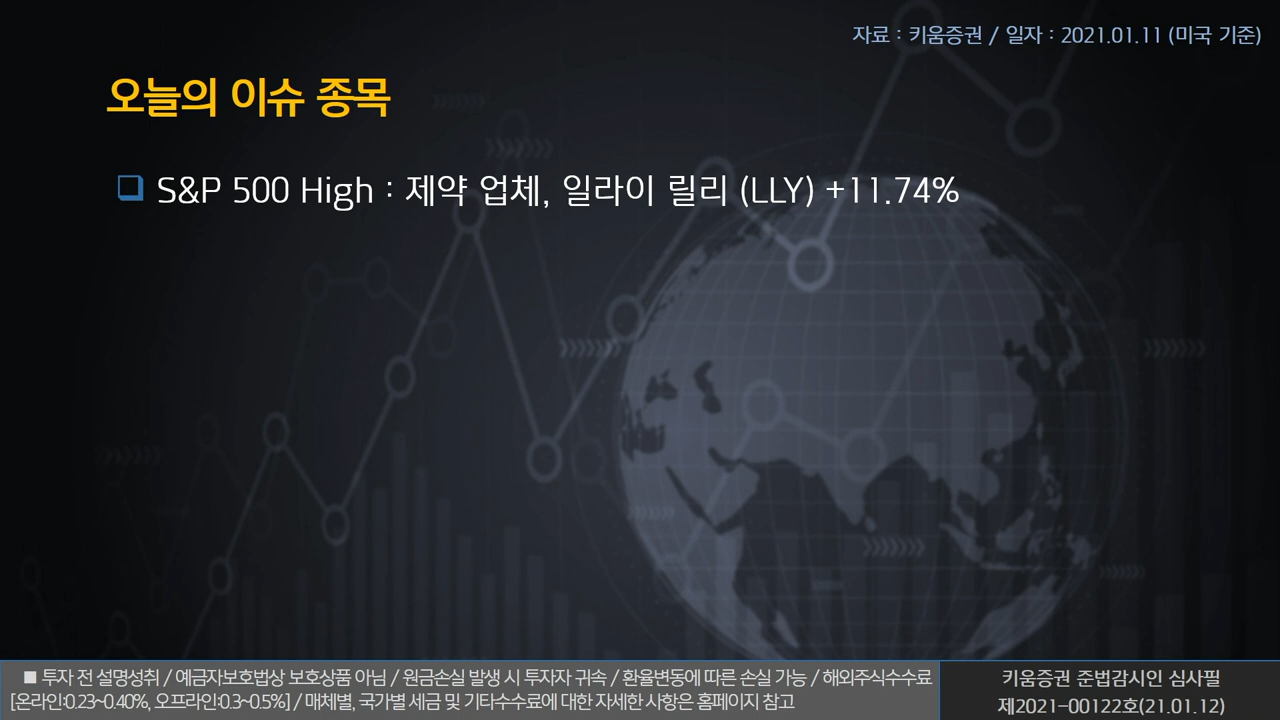 자료 : 키움증권 / 일자 : 2021.01.11 (미국 기준)
오늘의 이슈 종목
❑ S&P 500 High : 제약 업체, 일라이 릴리 (LLY) +11.74%
■ 투자 전 설명성취 / 예금자보호법상 보호상품 아님 / 원금손실 발생 시 투자자 귀속 / 환율변동에 따른 손실 가능 / 해외주식수수료
[온라인:0.23~0.40%, 오프라인:0.3~0.5%] / 매체별, 국가별 세금 및 기타수수료에 대한 자세한 사항은 홈페이지 참고
키움증권 준법감시인 심사필
제2021-00122호(21.01.12)